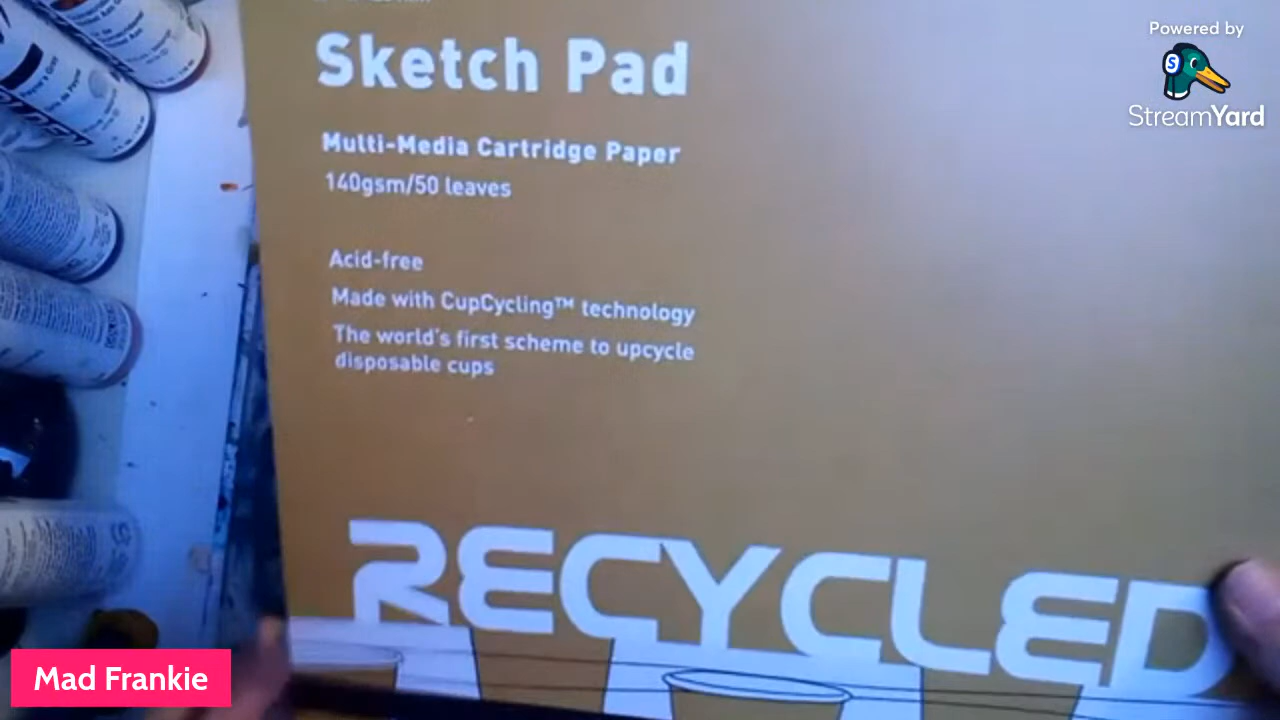 Powered by
StreamYard
Sketch Pad
Multi-Media Cartridge Paper
140gsm/50 leaves
Acid-free
Made with CupCycling™ technology
The world's first scheme to upcycle
disposable cups
RECYCLED
Mad Frankie